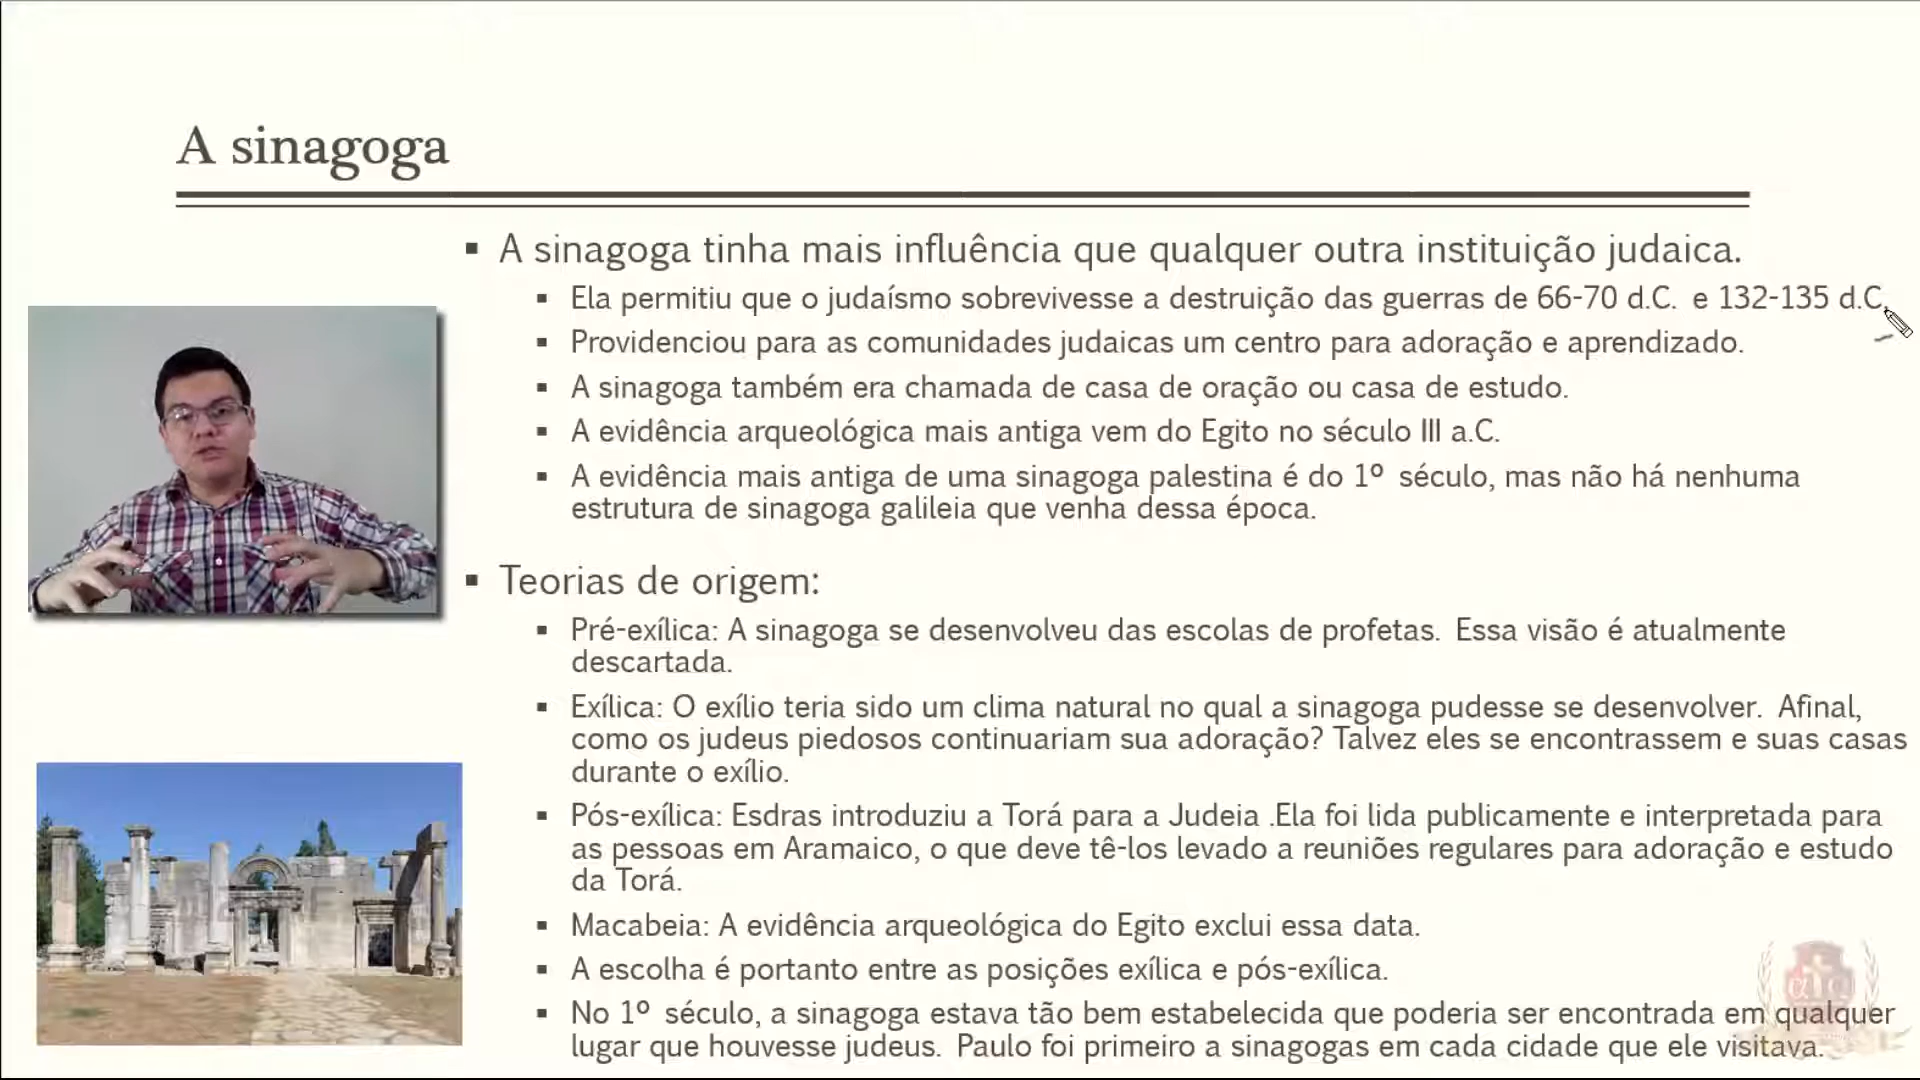 A sinagoga
A sinagoga tinha mais influência que qualquer outra instituição judaica.
Ela permitiu que o judaísmo sobrevivesse a destruição das guerras de 66-70 d.C. e 132-135 d.C.
Providenciou para as comunidades judaicas um centro para adoração e aprendizado.
A sinagoga também era chamada de casa de oração ou casa de estudo.
A evidência arqueológica mais antiga vem do Egito no século III a.C.
A evidência mais antiga de uma sinagoga palestina é do 1º século, mas não há nenhuma
estrutura de sinagoga galileia que venha dessa época.
Teorias de origem:
Pré-exílica: A sinagoga se desenvolveu das escolas de profetas. Essa visão é atualmente
descartada.
Exílica: O exílio teria sido um clima natural no qual a sinagoga pudesse se desenvolver. Afinal,
como os judeus piedosos continuariam sua adoração? Talvez eles se encontrassem e suas casas
durante o exílio.
Pós-exílica: Esdras introduziu a Torá para a Judeia .Ela foi lida publicamente e interpretada para
as pessoas em Aramaico, o que deve tê-los levado a reuniões regulares para adoração e estudo
da Torá.
Macabeia: A evidência arqueológica do Egito exclui essa data.
A escolha é portanto entre as posições exílica e pós-exílica.
No 1º século, a sinagoga estava tão bem estabelecida que poderia ser encontrada em qualquer
lugar que houvesse judeus. Paulo foi primeiro a sinagogas em cada cidade que ele visitava.